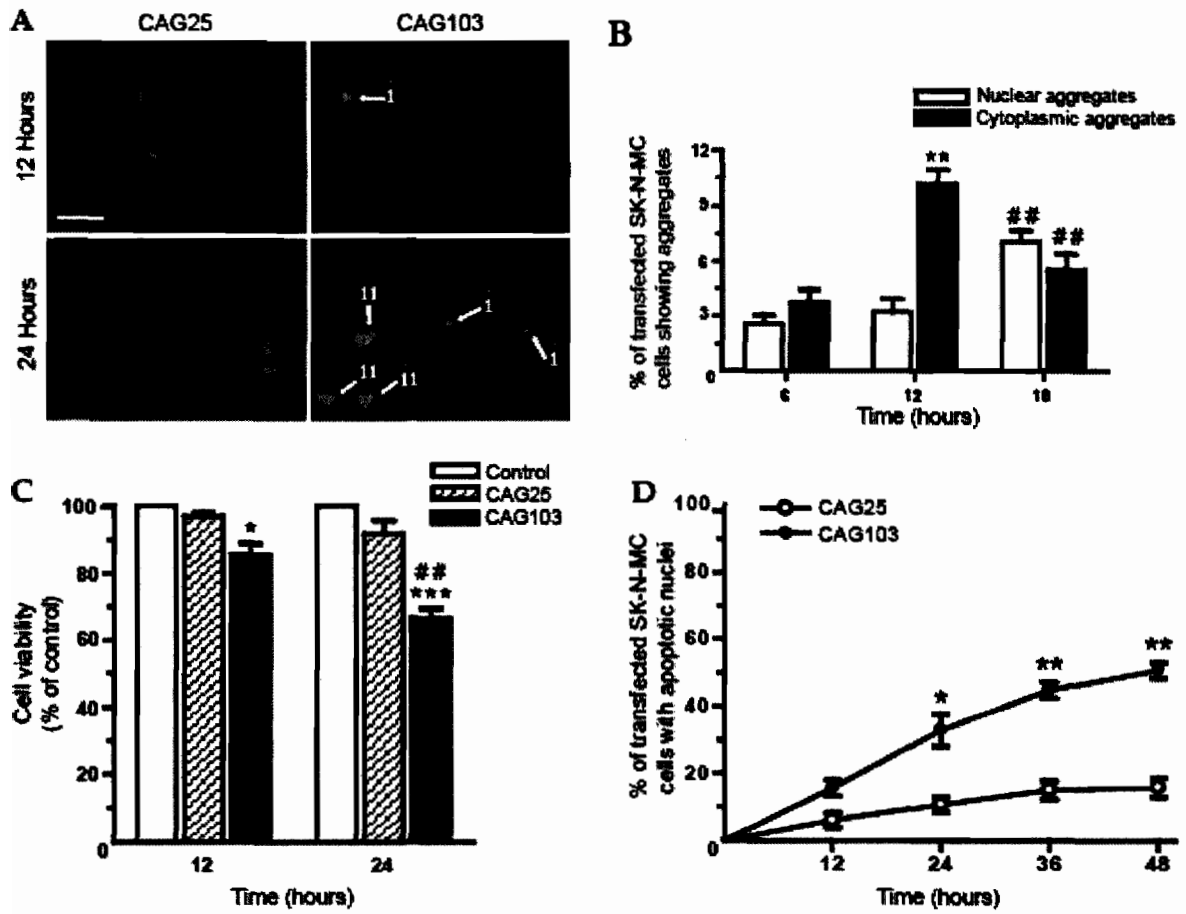 A
CAG25
CAG103
12 Hours
24 Hours
1
11
1
11
11
1
B
Nuclear aggregates
Cytoplasmic aggregates
% of transfected SK-N-MC
cells showing aggregates
12
9
6
3
0
**
##
##
6
12
18
Time (hours)
C
Control
CAG25
CAG103
Cell viability
(% of control)
100
80
60
40
20
0
*
##
***
12
24
Time (hours)
D
CAG25
CAG103
% of transfected SK-N-MC
cells with apoptotic nuclei
100
80
60
40
20
0
*
**
**
12
24
36
48
Time (hours)